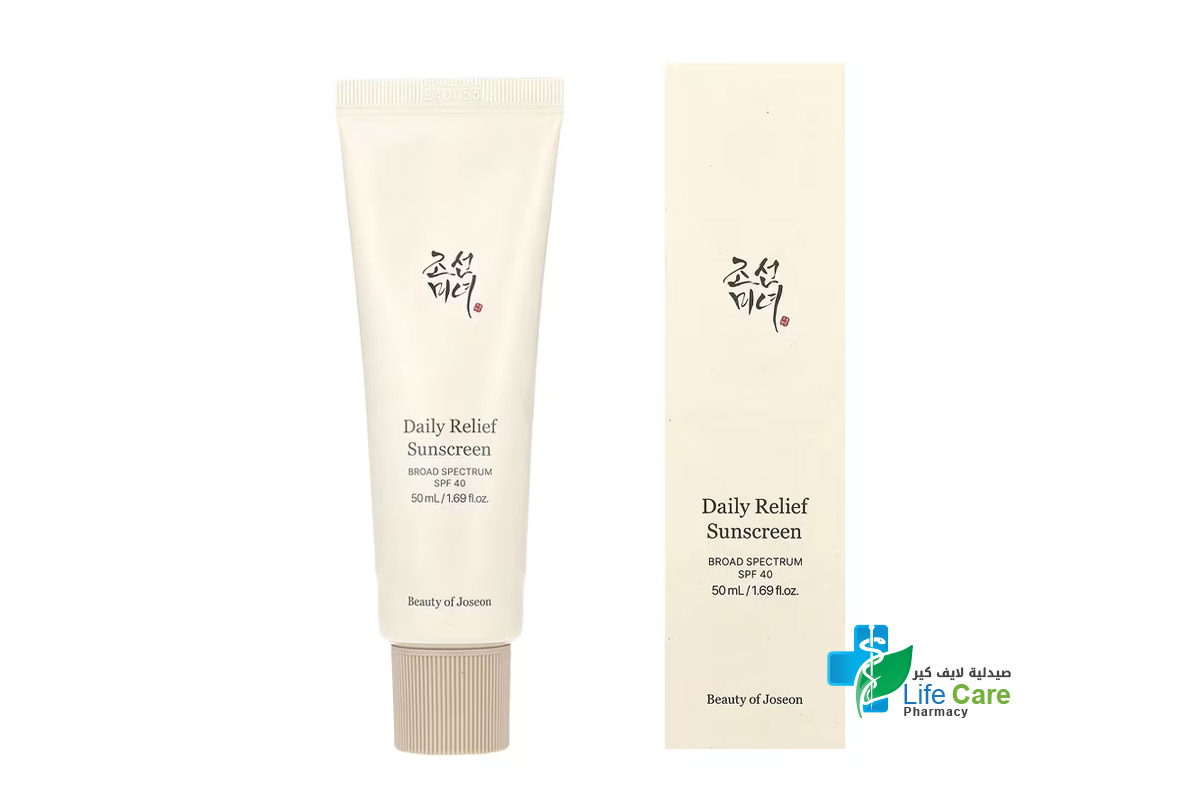 조선
미녀
Daily Relief
Sunscreen
BROAD SPECTRUM
SPF 40
50 mL / 1.69 fl.oz.
Beauty of Joseon
조선
미녀
Daily Relief
Sunscreen
BROAD SPECTRUM
SPF 40
50 mL / 1.69 fl.oz.
Beauty of Joseon
صيدلية لايف كير
Life Care
Pharmacy